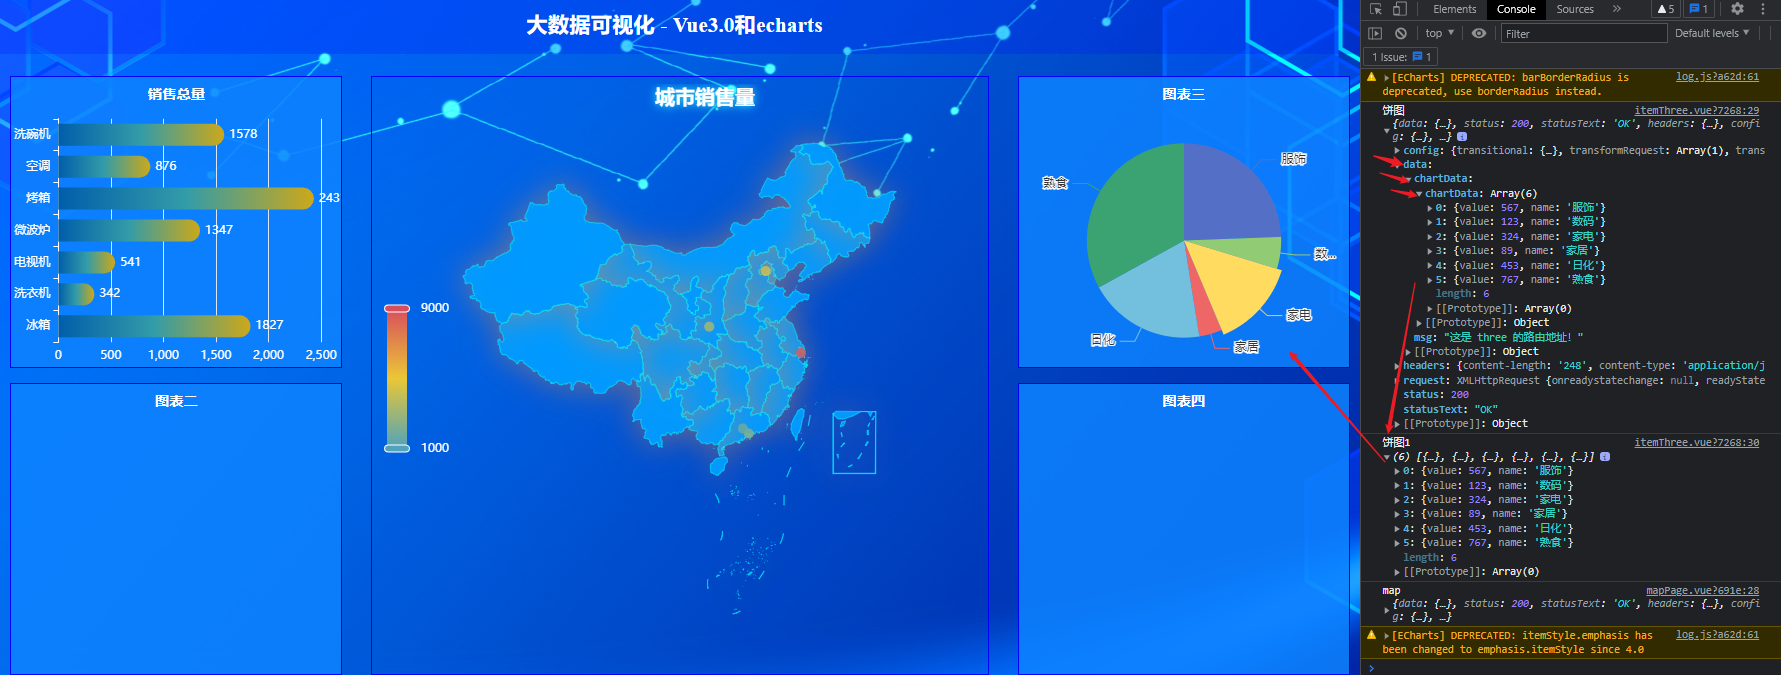 大数据可视化 - Vue3.0和echarts
销售总量
洗碗机 1578
空调 876
烤箱 243
微波炉 1347
电视机 541
洗衣机 342
冰箱 1827
0 500 1,000 1,500 2,000 2,500
图表二
城市销售量
9000
1000
图表三
服饰
熟食
数...
家电
日化
家居
图表四
Elements Console Sources » 5 1
top Filter Default levels
1 Issue: 1
[ECharts] DEPRECATED: barBorderRadius is log.js?a62d:61
deprecated, use borderRadius instead.
饼图 itemThree.vue?7268:29
{data: {…}, status: 200, statusText: 'OK', headers: {…}, confi
g: {…}, …}
config: {transitional: {…}, transformRequest: Array(1), trans
data:
chartData:
chartData: Array(6)
0: {value: 567, name: '服饰'}
1: {value: 123, name: '数码'}
2: {value: 324, name: '家电'}
3: {value: 89, name: '家居'}
4: {value: 453, name: '日化'}
5: {value: 767, name: '熟食'}
length: 6
[[Prototype]]: Array(0)
[[Prototype]]: Object
msg: "这是 three 的路由地址！"
[[Prototype]]: Object
headers: {content-length: '248', content-type: 'application/j
request: XMLHttpRequest {onreadystatechange: null, readyState
status: 200
statusText: "OK"
[[Prototype]]: Object
饼图1 itemThree.vue?7268:30
(6) [{…}, {…}, {…}, {…}, {…}, {…}]
0: {value: 567, name: '服饰'}
1: {value: 123, name: '数码'}
2: {value: 324, name: '家电'}
3: {value: 89, name: '家居'}
4: {value: 453, name: '日化'}
5: {value: 767, name: '熟食'}
length: 6
[[Prototype]]: Array(0)
map mapPage.vue?691e:28
{data: {…}, status: 200, statusText: 'OK', headers: {…}, confi
g: {…}, …}
[ECharts] DEPRECATED: itemStyle.emphasis has log.js?a62d:61
been changed to emphasis.itemStyle since 4.0